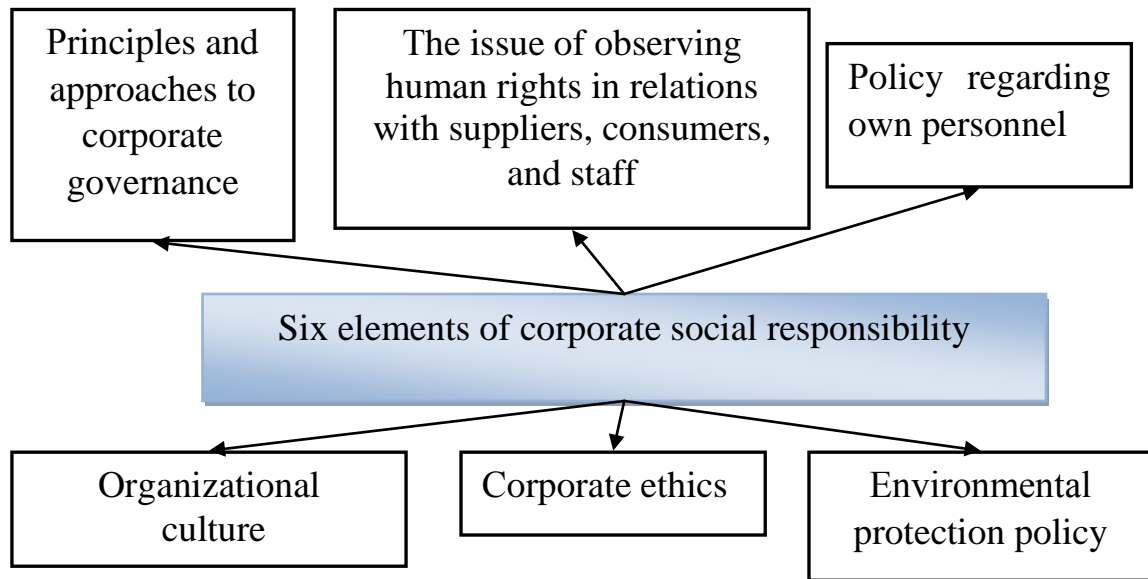 Principles and
approaches to
corporate
governance
The issue of observing
human rights in relations
with suppliers, consumers,
and staff
Policy regarding
own personnel
Six elements of corporate social responsibility
Organizational
culture
Corporate ethics
Environmental
protection policy